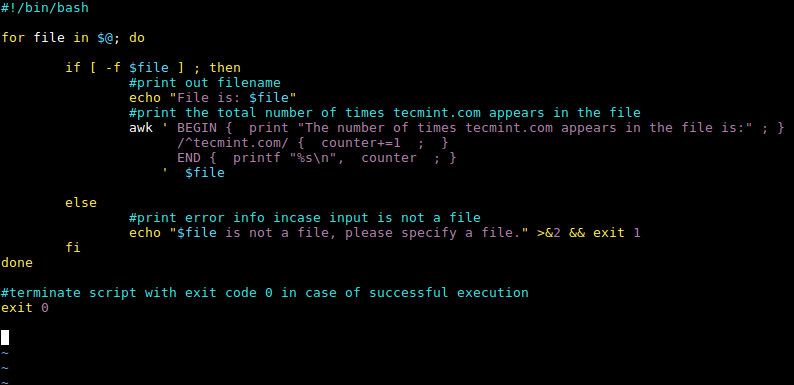 #!/bin/bash

for file in $@; do

        if [ -f $file ] ; then
                #print out filename
                echo "File is: $file"
                #print the total number of times tecmint.com appears in the file
                awk ' BEGIN {  print "The number of times tecmint.com appears in the file is:" ; }
                      /^tecmint.com/ {  counter+=1  ;  }
                      END {  printf "%s\n",  counter  ; }
                    '  $file

        else
                #print error info incase input is not a file
                echo "$file is not a file, please specify a file." >&2 && exit 1
        fi
done

#terminate script with exit code 0 in case of successful execution
exit 0

~
~
~